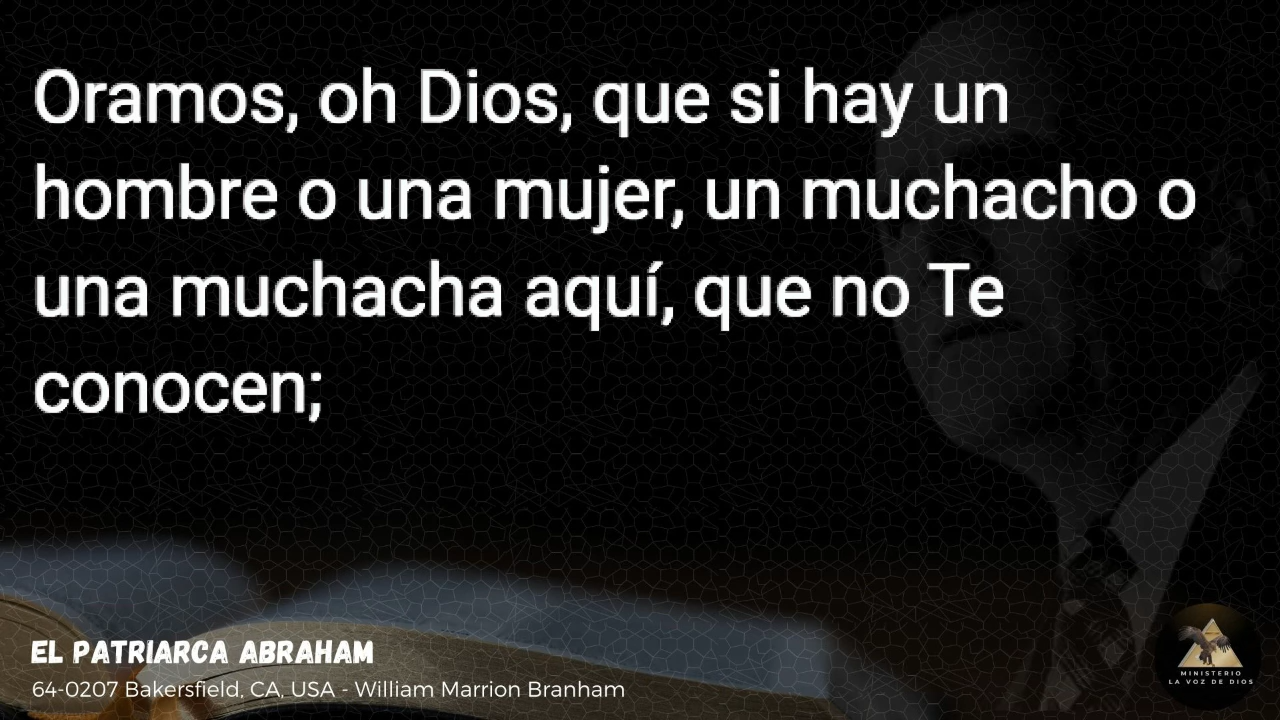 Oramos, oh Dios, que si hay un
hombre o una mujer, un muchacho o
una muchacha aquí, que no Te
conocen;
EL PATRIARCA ABRAHAM
64-0207 Bakersfield, CA, USA - William Marrion Branham
MINISTERIO
LA VOZ DE DIOS